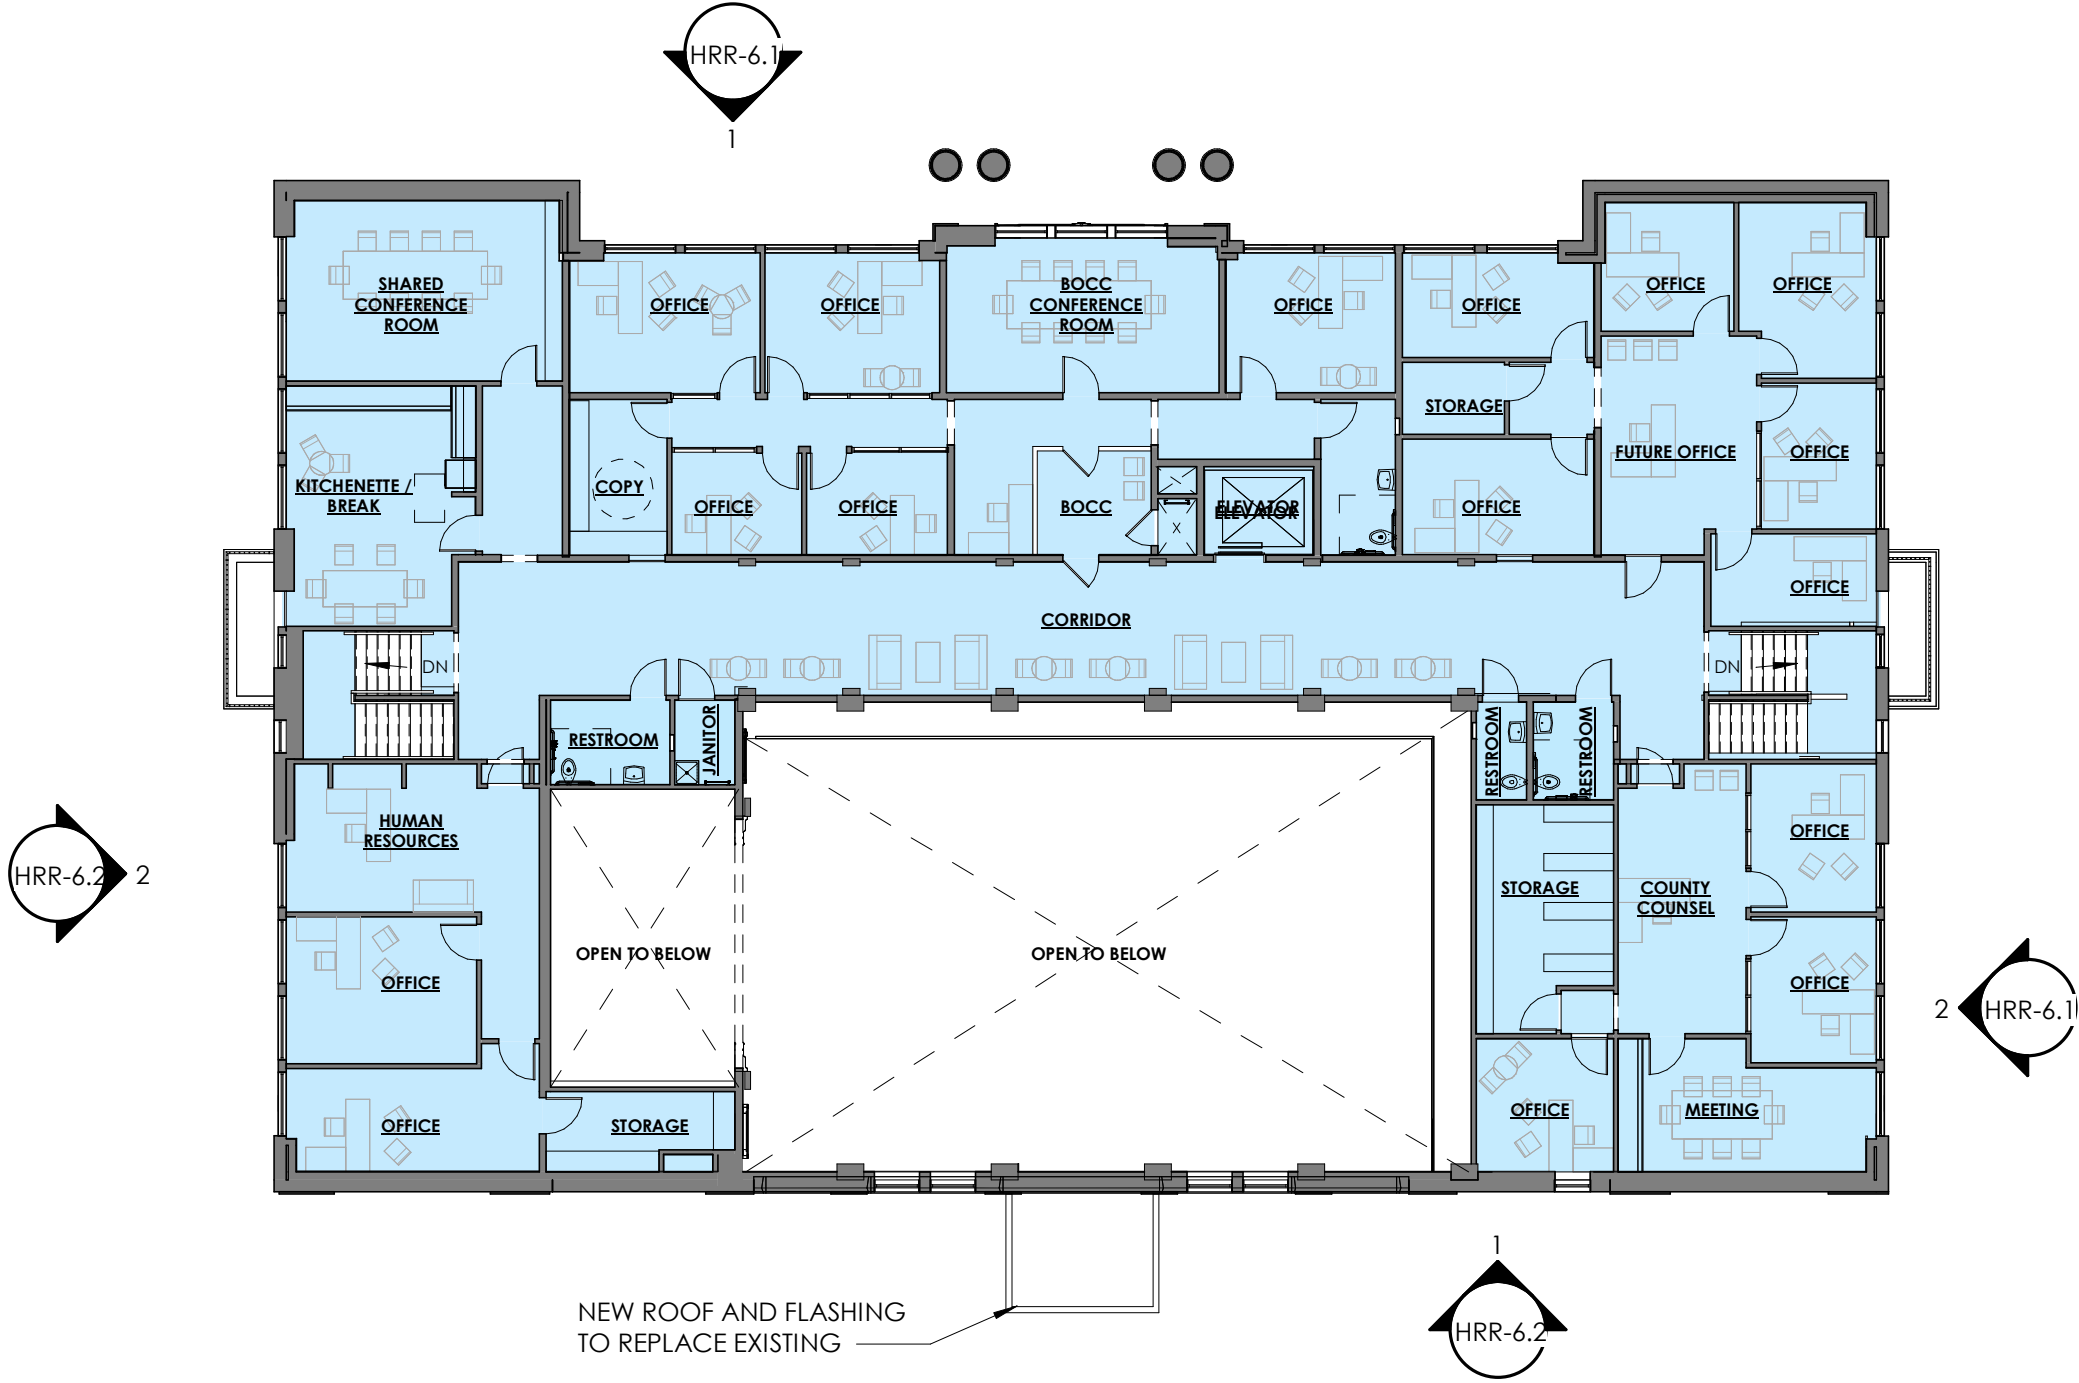 HRR-6.1
1
OFFICE
OFFICE
SHARED
CONFERENCE
ROOM
OFFICE
OFFICE
BOCC
CONFERENCE
ROOM
OFFICE
OFFICE
STORAGE
FUTURE OFFICE
OFFICE
KITCHENETTE /
BREAK
COPY
OFFICE
OFFICE
BOCC
X
ELEVATOR
ELEVATOR
OFFICE
OFFICE
CORRIDOR
DN
DN
RESTROOM
JANITOR
RESTROOM
RESTROOM
HUMAN
RESOURCES
OFFICE
HRR-6.2
2
STORAGE
COUNTY
COUNSEL
OPEN TO BELOW
OPEN TO BELOW
OFFICE
OFFICE
2
HRR-6.1
OFFICE
STORAGE
OFFICE
MEETING
1
HRR-6.2
NEW ROOF AND FLASHING
TO REPLACE EXISTING